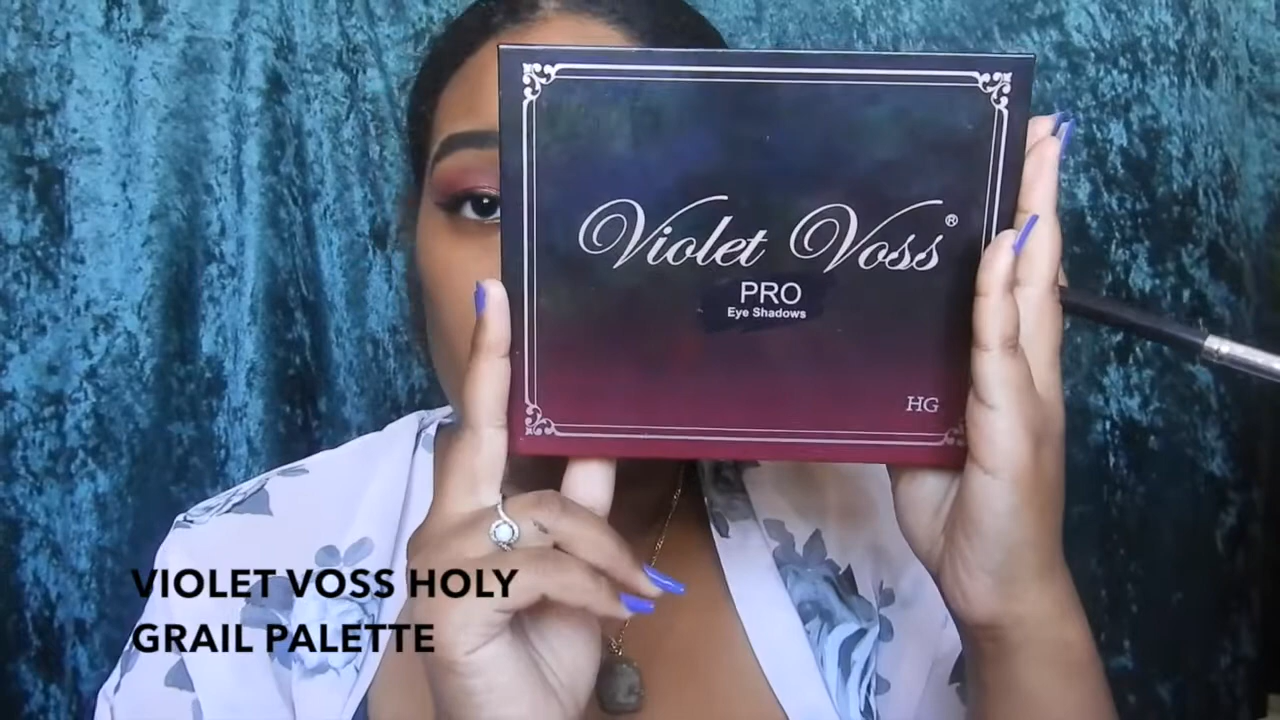 Violet Voss®
PRO
Eye Shadows
HG
VIOLET VOSS HOLY
GRAIL PALETTE